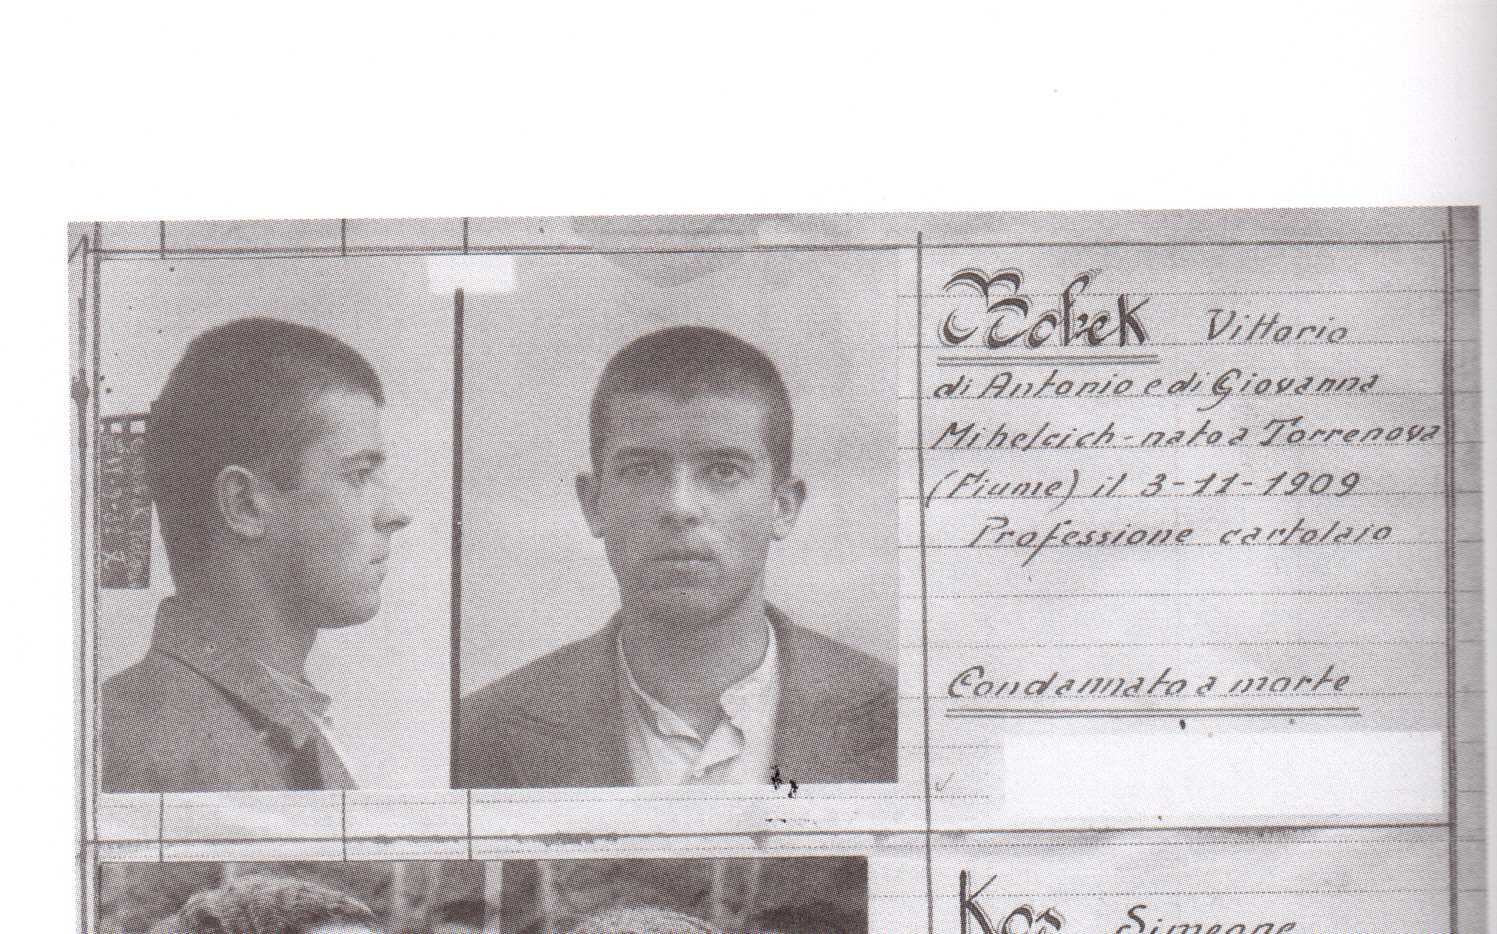 Bobek Vittorio
di Antonio e di Giovanna
Mihelcich - nato a Torrenova
(Fiume) il 3-11-1909
Professione cartolaio
Condannato a morte
Kos Simeone